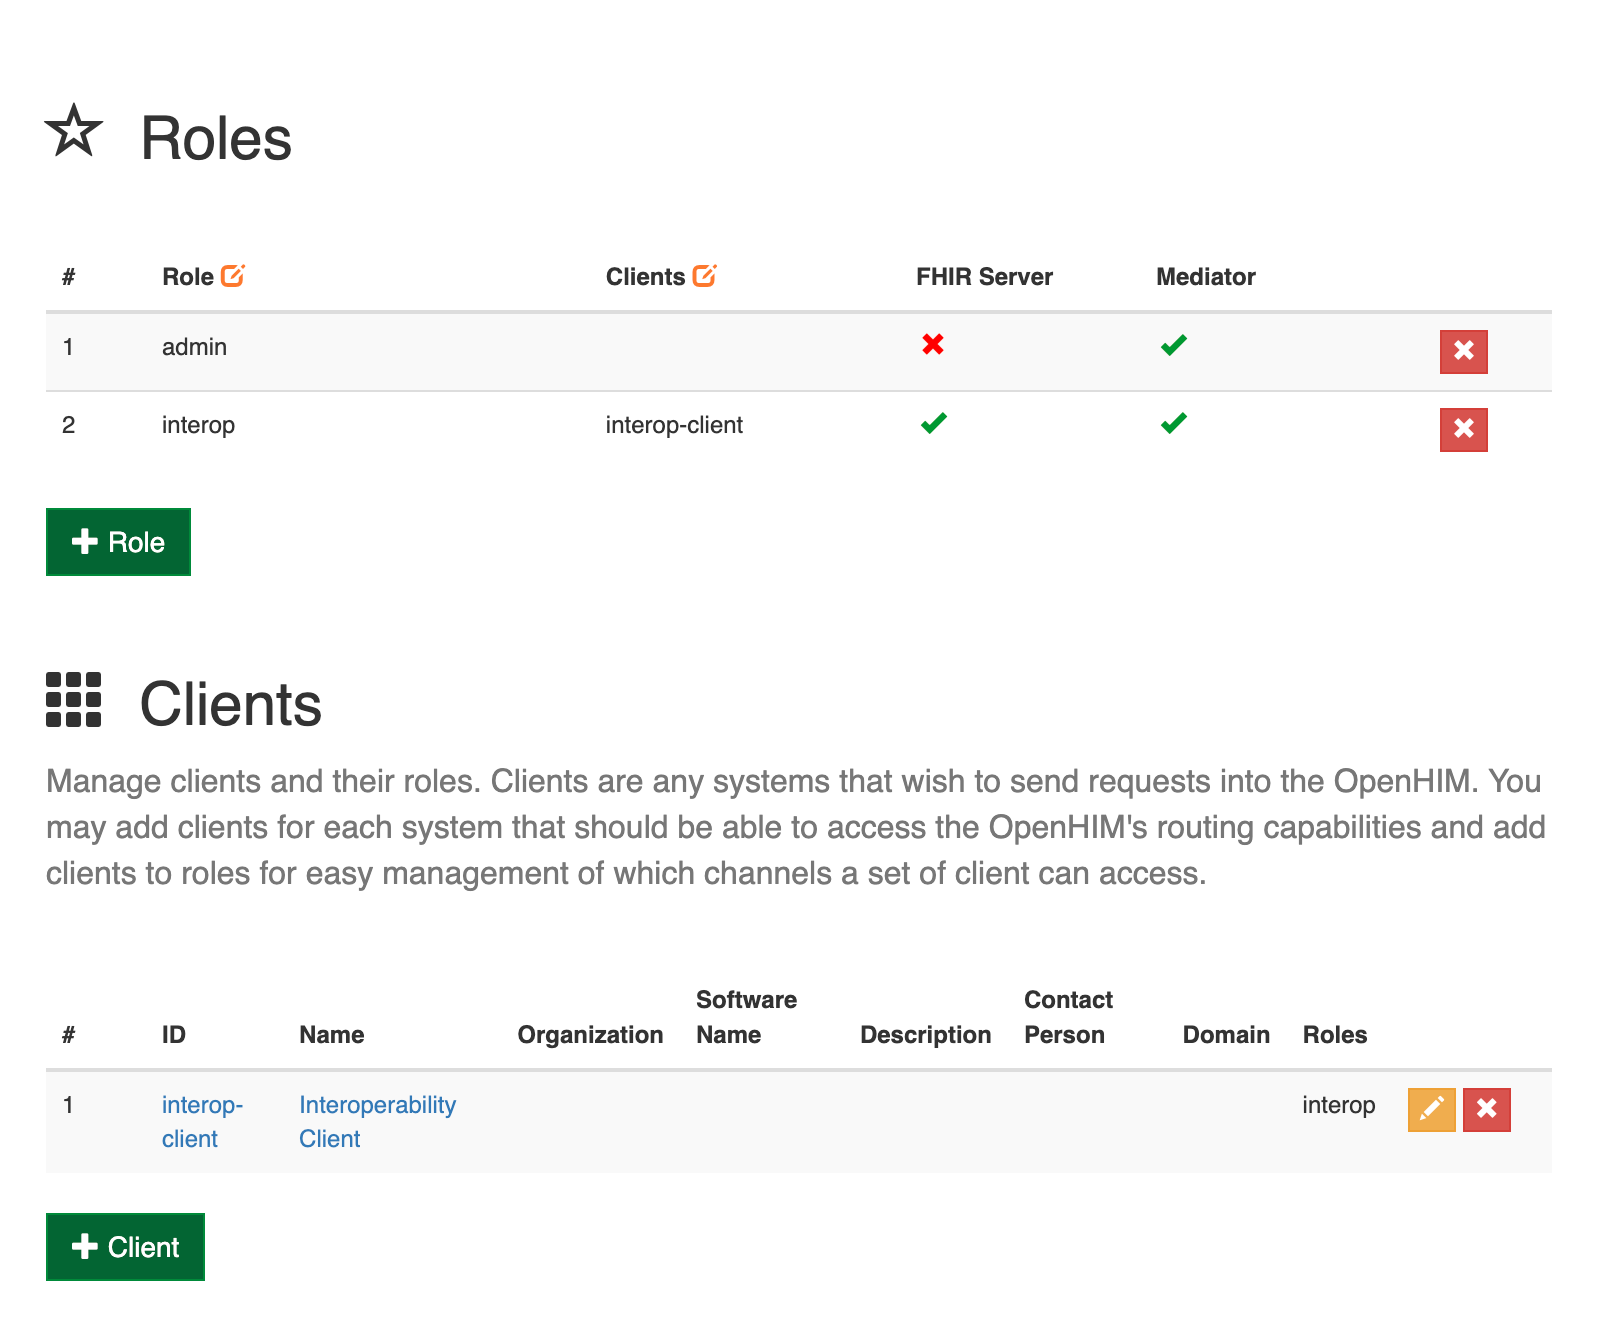 Roles
# Role Clients FHIR Server Mediator
1 admin
2 interop interop-client
Role
Clients
Manage clients and their roles. Clients are any systems that wish to send requests into the OpenHIM. You
may add clients for each system that should be able to access the OpenHIM's routing capabilities and add
clients to roles for easy management of which channels a set of client can access.
# ID Name Organization Software Name Description Contact Person Domain Roles
1 interop-client Interoperability Client interop
Client